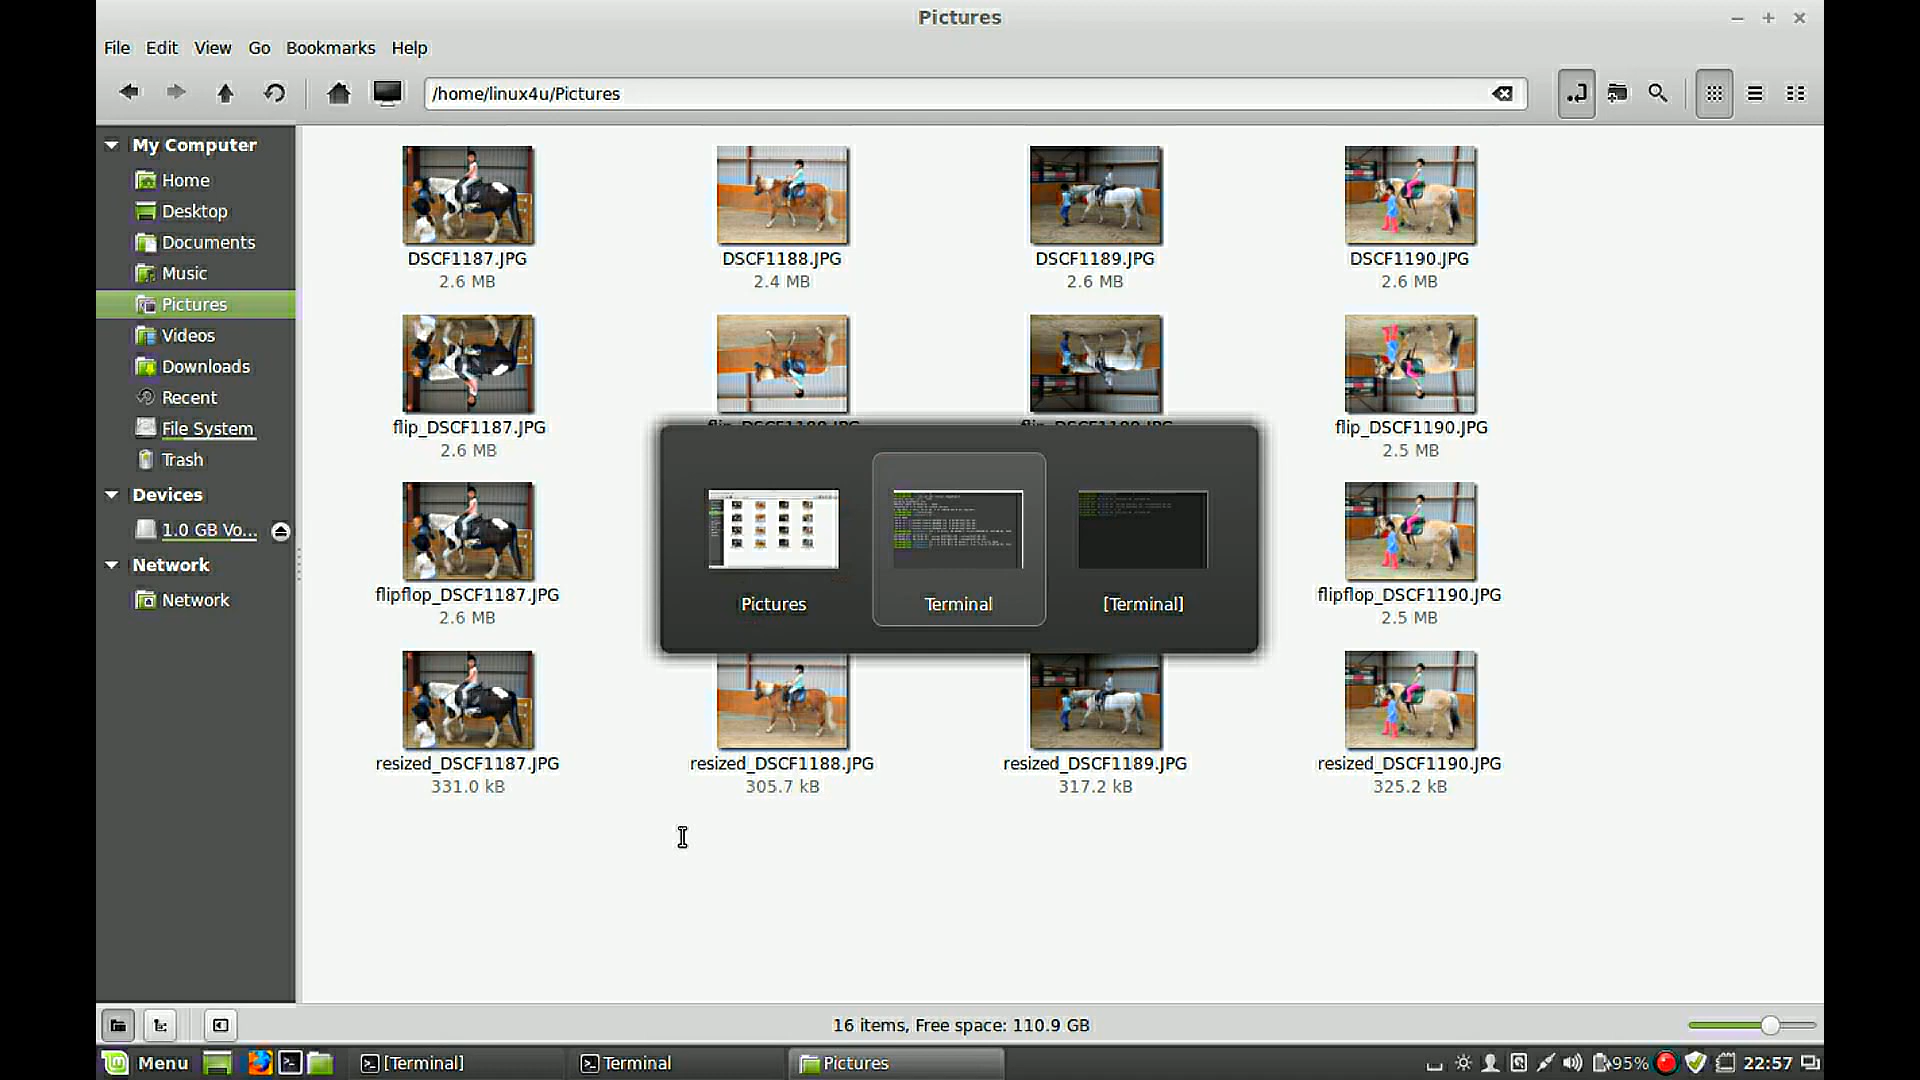 Pictures
File Edit View Go Bookmarks Help
/home/linux4u/Pictures
My Computer
Home
Desktop
Documents
Music
Pictures
Videos
Downloads
Recent
File System
Trash
Devices
1.0 GB Vo...
Network
Network
DSCF1187.JPG
2.6 MB
DSCF1188.JPG
2.4 MB
DSCF1189.JPG
2.6 MB
DSCF1190.JPG
2.6 MB
flip_DSCF1187.JPG
2.6 MB
flip_DSCF1190.JPG
2.5 MB
flipflop_DSCF1187.JPG
2.6 MB
flipflop_DSCF1190.JPG
2.5 MB
Pictures
Terminal
[Terminal]
resized_DSCF1187.JPG
331.0 kB
resized_DSCF1188.JPG
305.7 kB
resized_DSCF1189.JPG
317.2 kB
resized_DSCF1190.JPG
325.2 kB
16 items, Free space: 110.9 GB
Menu [Terminal] Terminal Pictures 95% 22:57